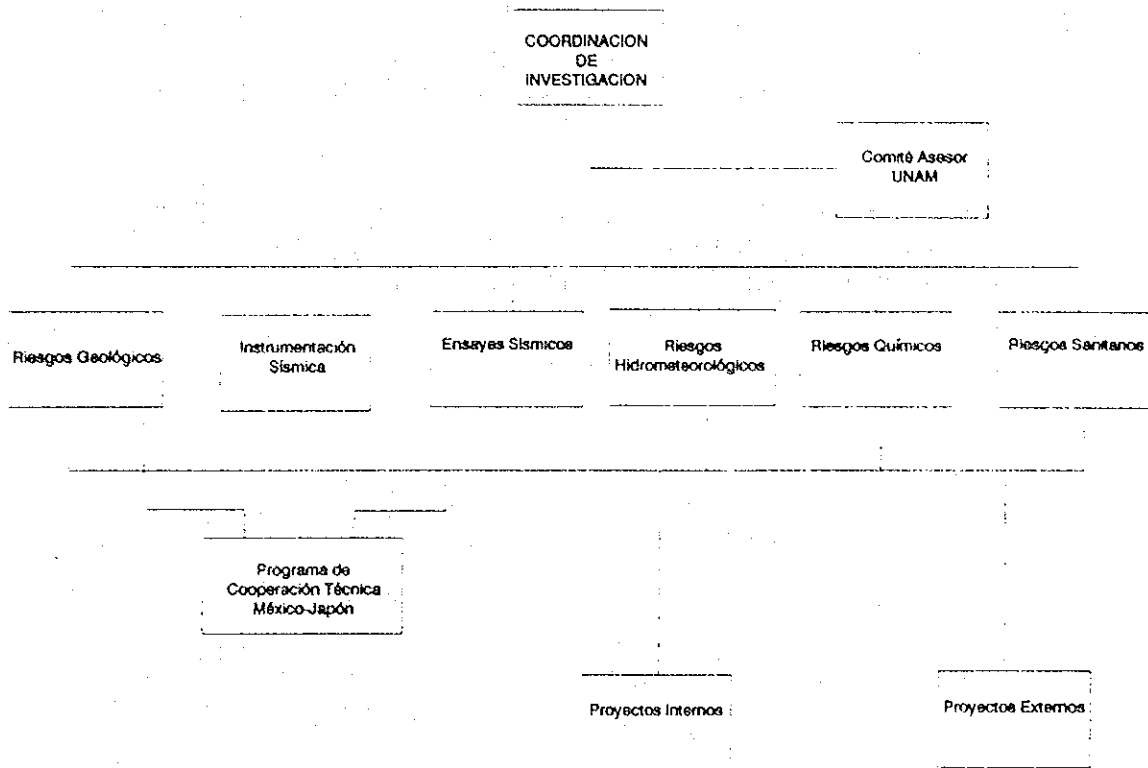 COORDINACION
DE
INVESTIGACION
Comité Asesor
UNAM
Riesgos Geológicos
Instrumentación
Sísmica
Ensayes Sísmicos
Riesgos
Hidrometeorológicos
Riesgos Químicos
Riesgos Sanitarios
Programa de
Cooperación Técnica
México-Japón
Proyectos Internos
Proyectos Externos